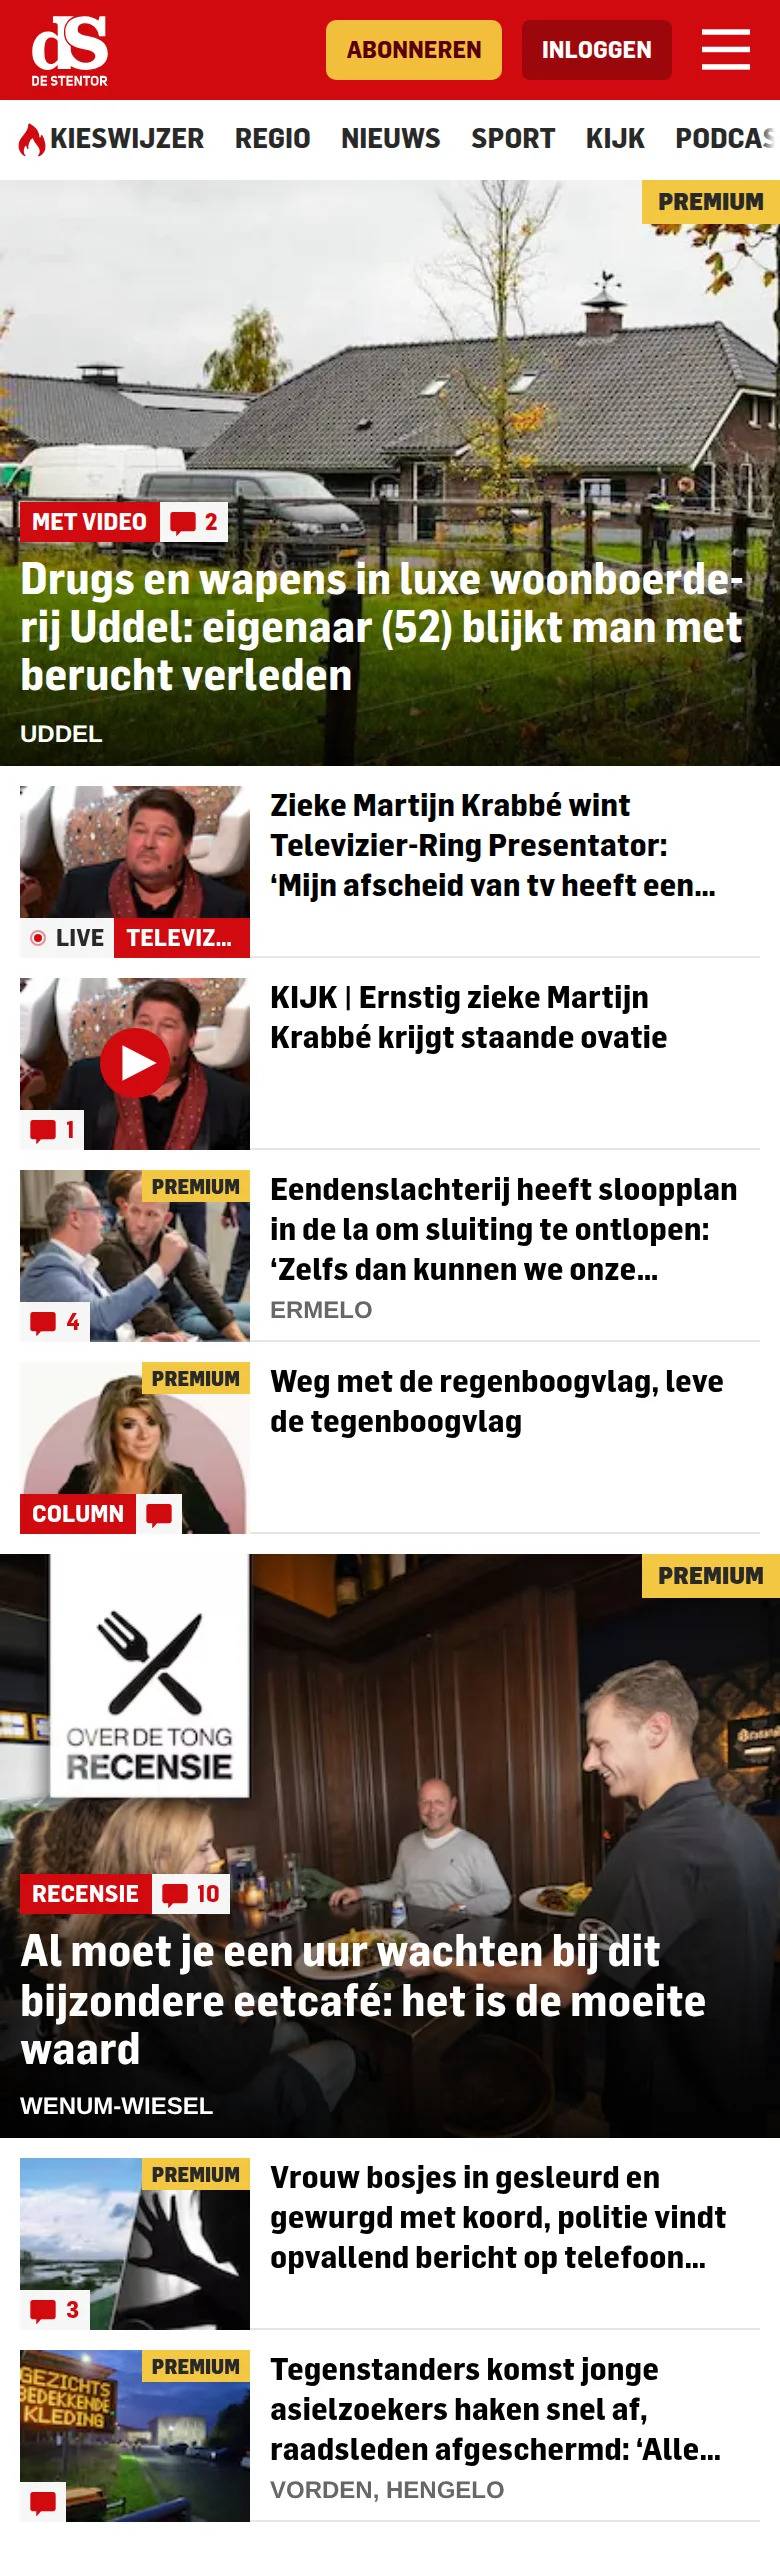 dS
DE STENTOR
ABONNEREN
INLOGGEN
KIESWIJZER REGIO NIEUWS SPORT KIJK PODCAS
PREMIUM
MET VIDEO 2
Drugs en wapens in luxe woonboerde-
rij Uddel: eigenaar (52) blijkt man met
berucht verleden
UDDEL
Zieke Martijn Krabbé wint
Televizier-Ring Presentator:
‘Mijn afscheid van tv heeft een...
LIVE TELEVIZ...
KIJK | Ernstig zieke Martijn
Krabbé krijgt staande ovatie
1
PREMIUM
Eendenslachterij heeft sloopplan
in de la om sluiting te ontlopen:
‘Zelfs dan kunnen we onze...
ERMELO
4
PREMIUM
Weg met de regenboogvlag, leve
de tegenboogvlag
COLUMN
PREMIUM
OVER DE TONG
RECENSIE
RECENSIE 10
Al moet je een uur wachten bij dit
bijzondere eetcafé: het is de moeite
waard
WENUM-WIESEL
PREMIUM
Vrouw bosjes in gesleurd en
gewurgd met koord, politie vindt
opvallend bericht op telefoon...
3
PREMIUM
GEZICHTS
BEDEKKENDE
KLEDING
Tegenstanders komst jonge
asielzoekers haken snel af,
raadsleden afgeschermd: ‘Alle...
VORDEN, HENGELO